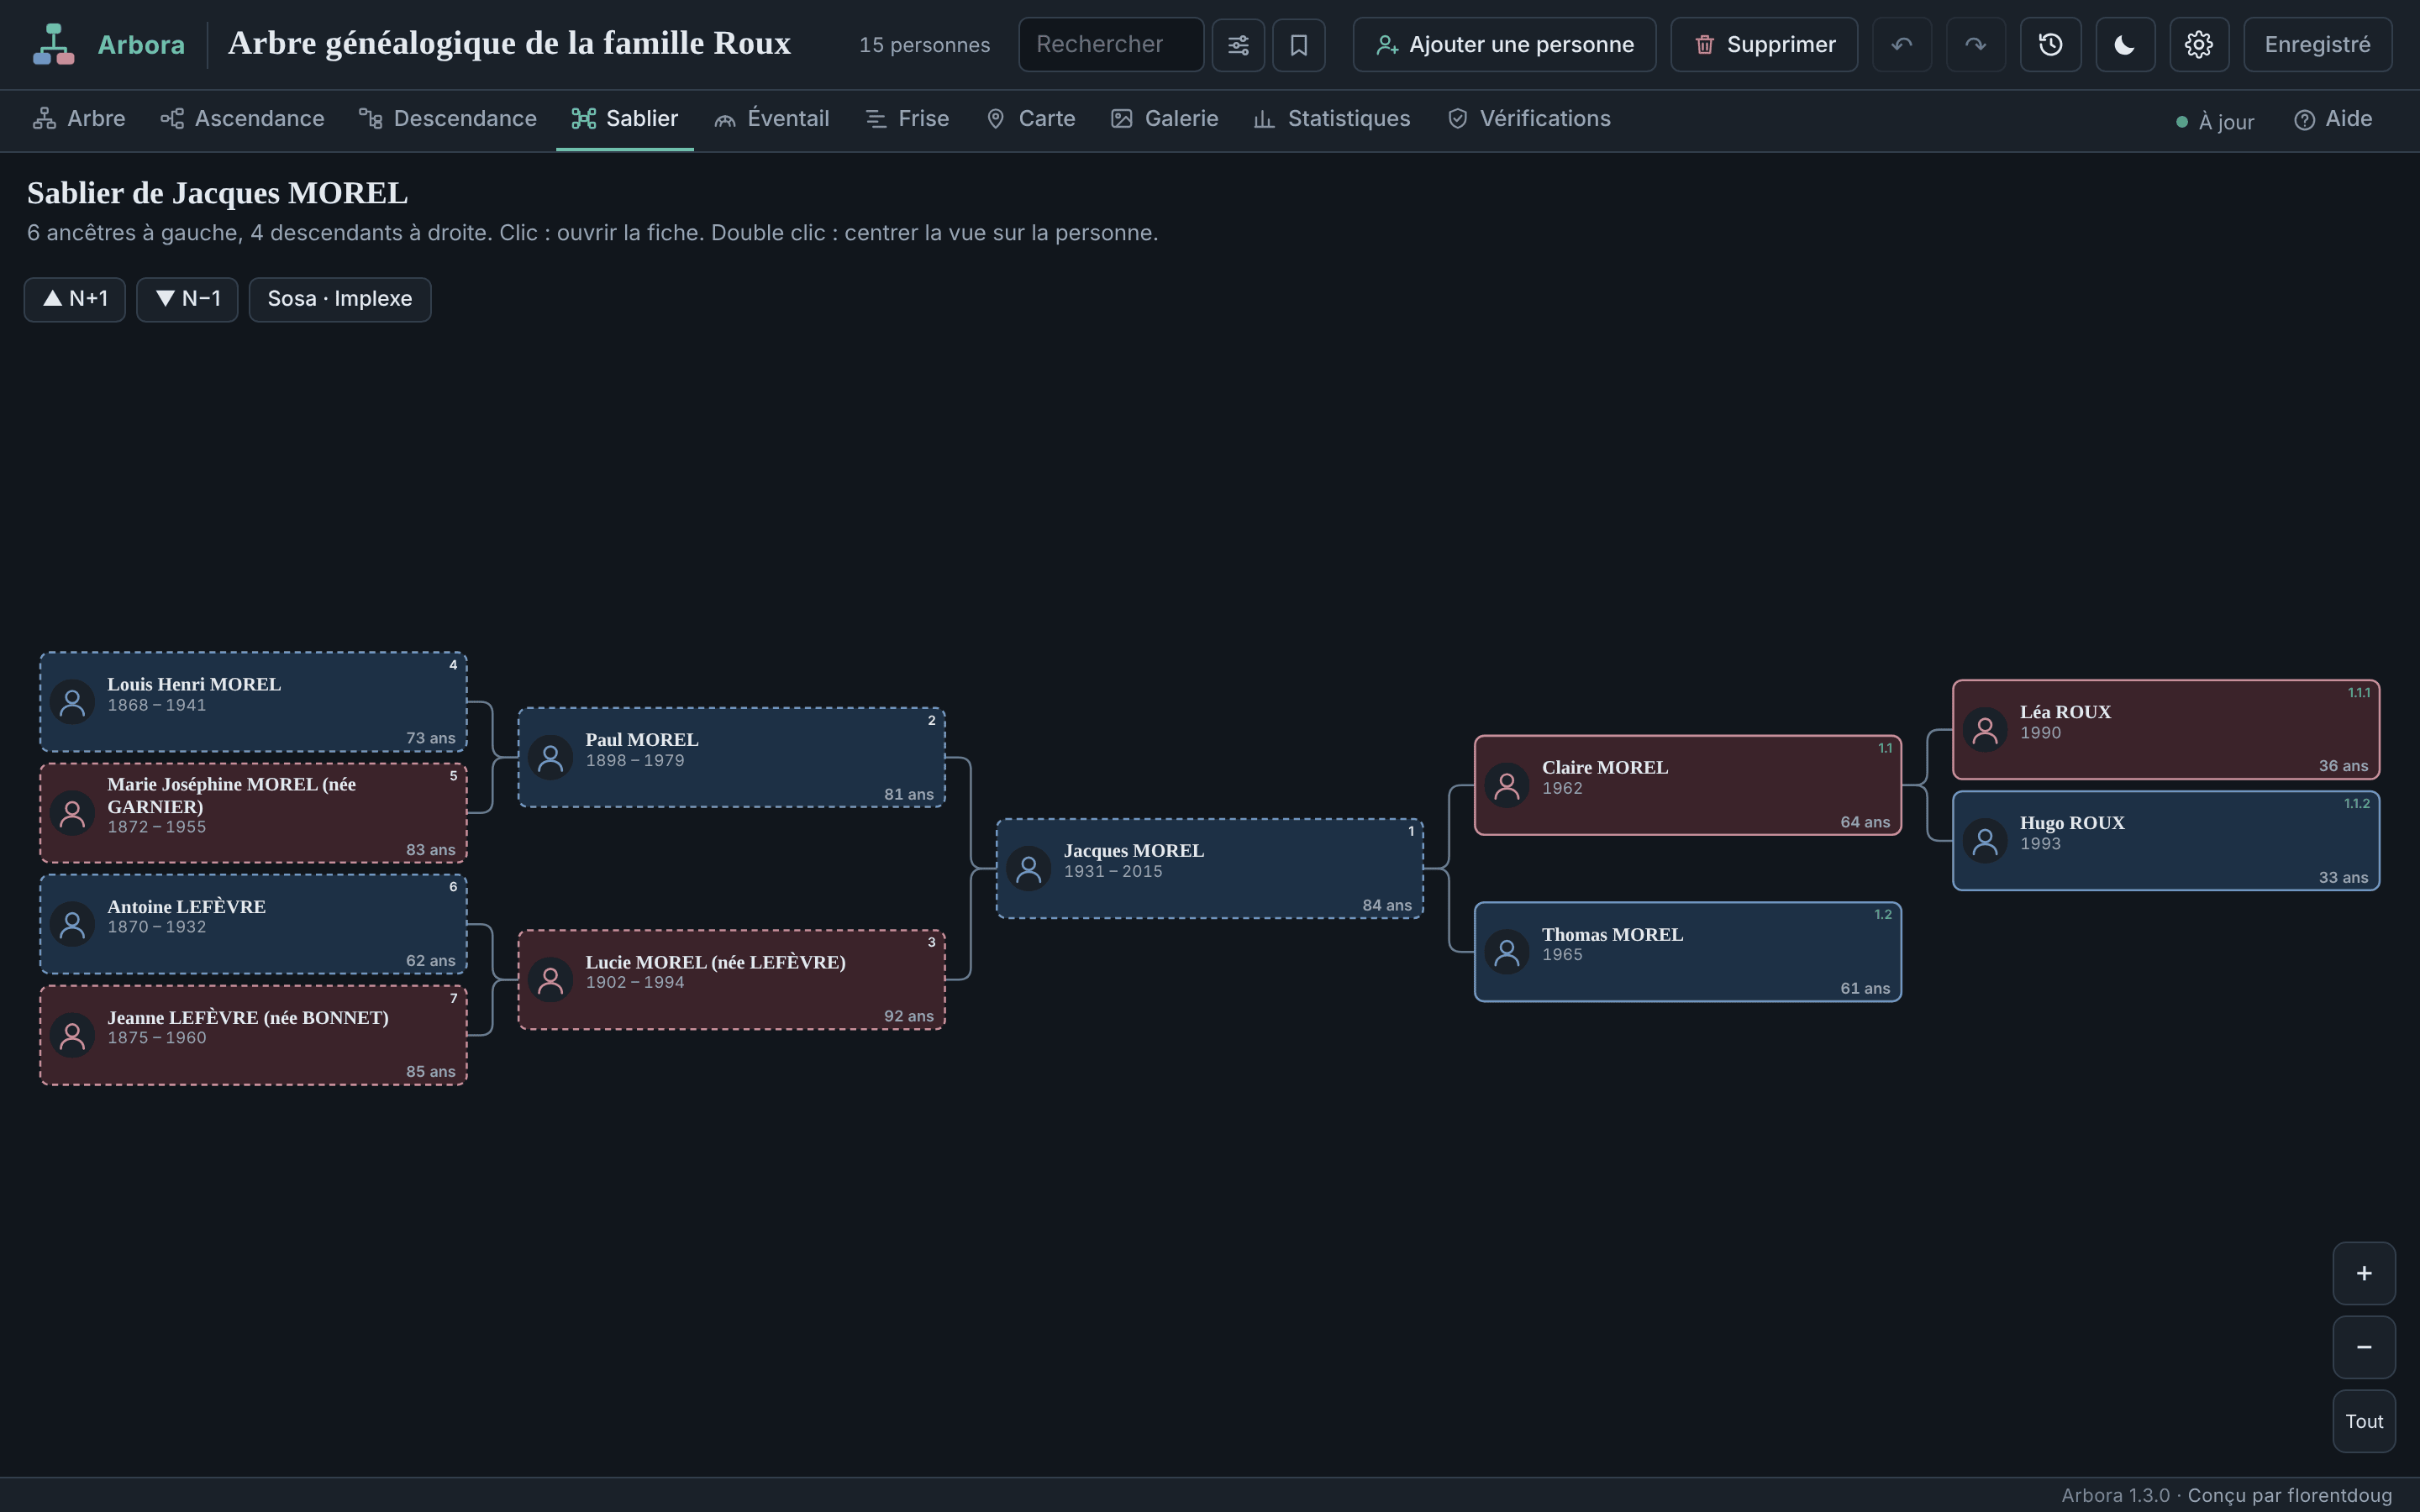 Arbora
Arbre généalogique de la famille Roux
15 personnes
Rechercher
Ajouter une personne
Supprimer
Enregistré
Arbre
Ascendance
Descendance
Sablier
Éventail
Frise
Carte
Galerie
Statistiques
Vérifications
À jour
Aide
Sablier de Jacques MOREL
6 ancêtres à gauche, 4 descendants à droite. Clic : ouvrir la fiche. Double clic : centrer la vue sur la personne.
▲ N+1
▼ N−1
Sosa · Implexe
4
Louis Henri MOREL
1868 – 1941
73 ans
5
Marie Joséphine MOREL (née
GARNIER)
1872 – 1955
83 ans
6
Antoine LEFÈVRE
1870 – 1932
62 ans
7
Jeanne LEFÈVRE (née BONNET)
1875 – 1960
85 ans
2
Paul MOREL
1898 – 1979
81 ans
3
Lucie MOREL (née LEFÈVRE)
1902 – 1994
92 ans
1
Jacques MOREL
1931 – 2015
84 ans
1.1
Claire MOREL
1962
64 ans
1.2
Thomas MOREL
1965
61 ans
1.1.1
Léa ROUX
1990
36 ans
1.1.2
Hugo ROUX
1993
33 ans
+
−
Tout
Arbora 1.3.0 · Conçu par florentdoug